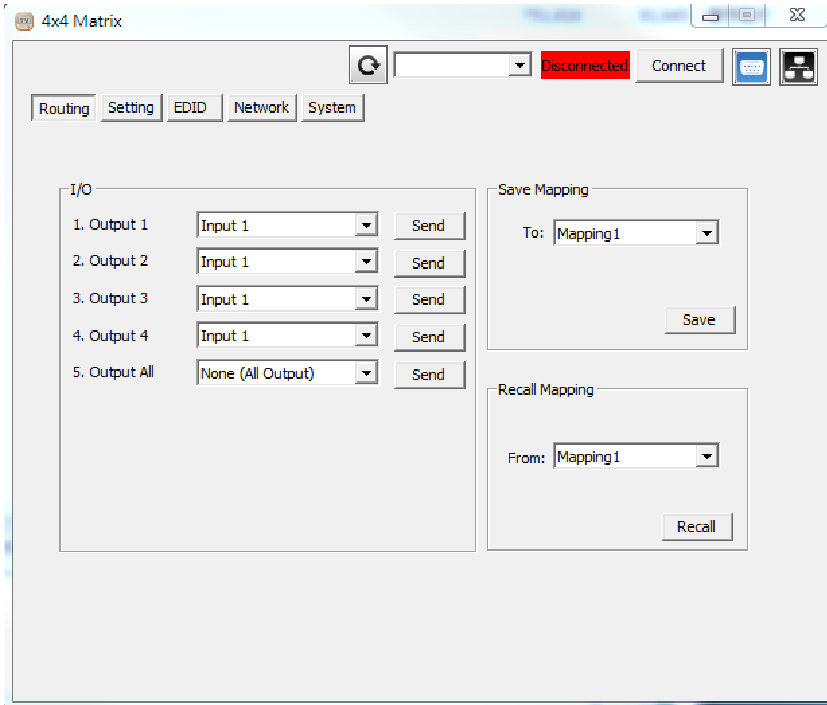 4x4 Matrix
Disconnected Connect
Routing Setting EDID Network System
I/O
1. Output 1 Input 1 Send
2. Output 2 Input 1 Send
3. Output 3 Input 1 Send
4. Output 4 Input 1 Send
5. Output All None (All Output) Send
Save Mapping
To: Mapping1
Save
Recall Mapping
From: Mapping1
Recall